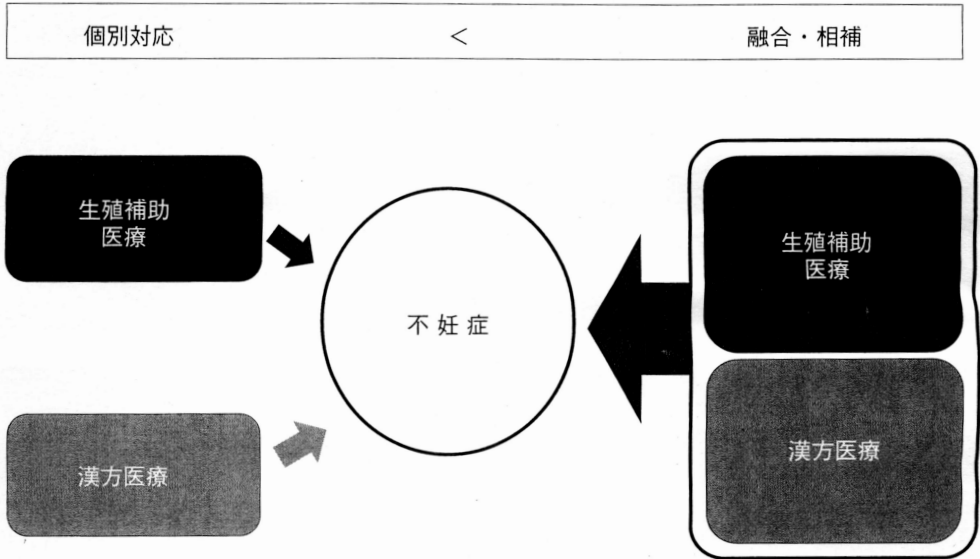 個別対応 < 融合・相補
生殖補助
医療
漢方医療
不妊症
生殖補助
医療
漢方医療